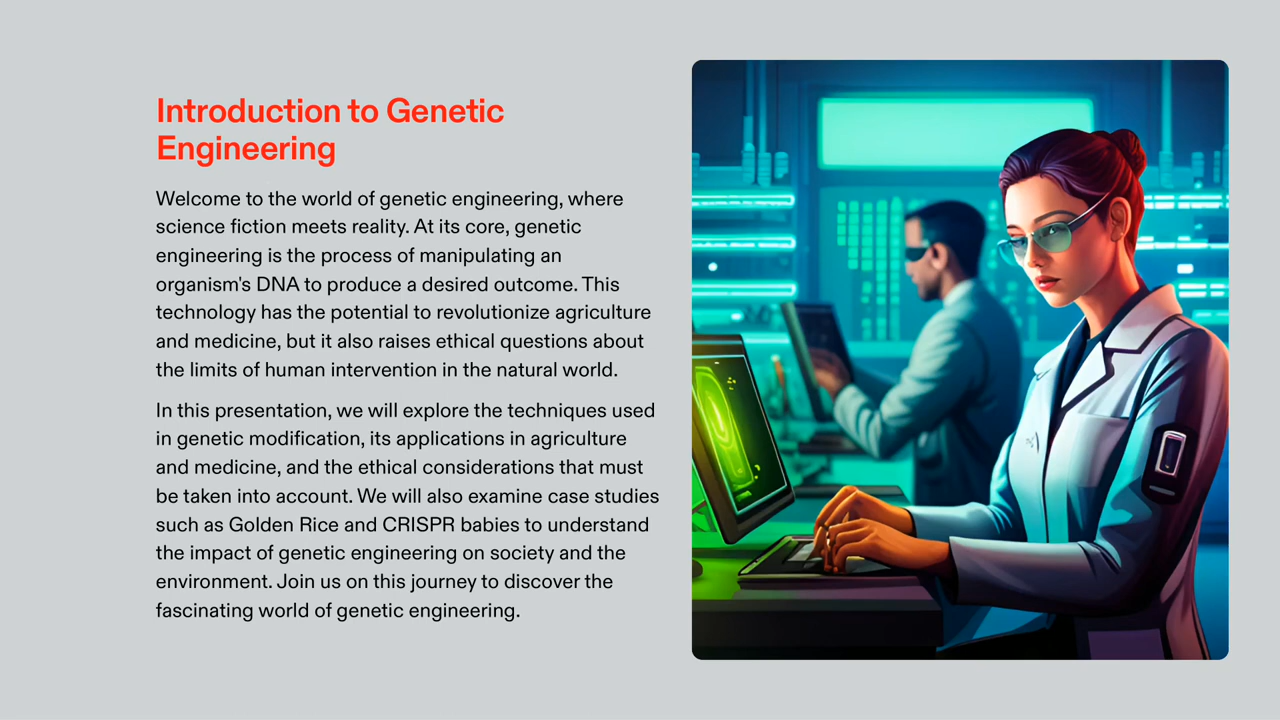 Introduction to Genetic
Engineering
Welcome to the world of genetic engineering, where
science fiction meets reality. At its core, genetic
engineering is the process of manipulating an
organism's DNA to produce a desired outcome. This
technology has the potential to revolutionize agriculture
and medicine, but it also raises ethical questions about
the limits of human intervention in the natural world.
In this presentation, we will explore the techniques used
in genetic modification, its applications in agriculture
and medicine, and the ethical considerations that must
be taken into account. We will also examine case studies
such as Golden Rice and CRISPR babies to understand
the impact of genetic engineering on society and the
environment. Join us on this journey to discover the
fascinating world of genetic engineering.